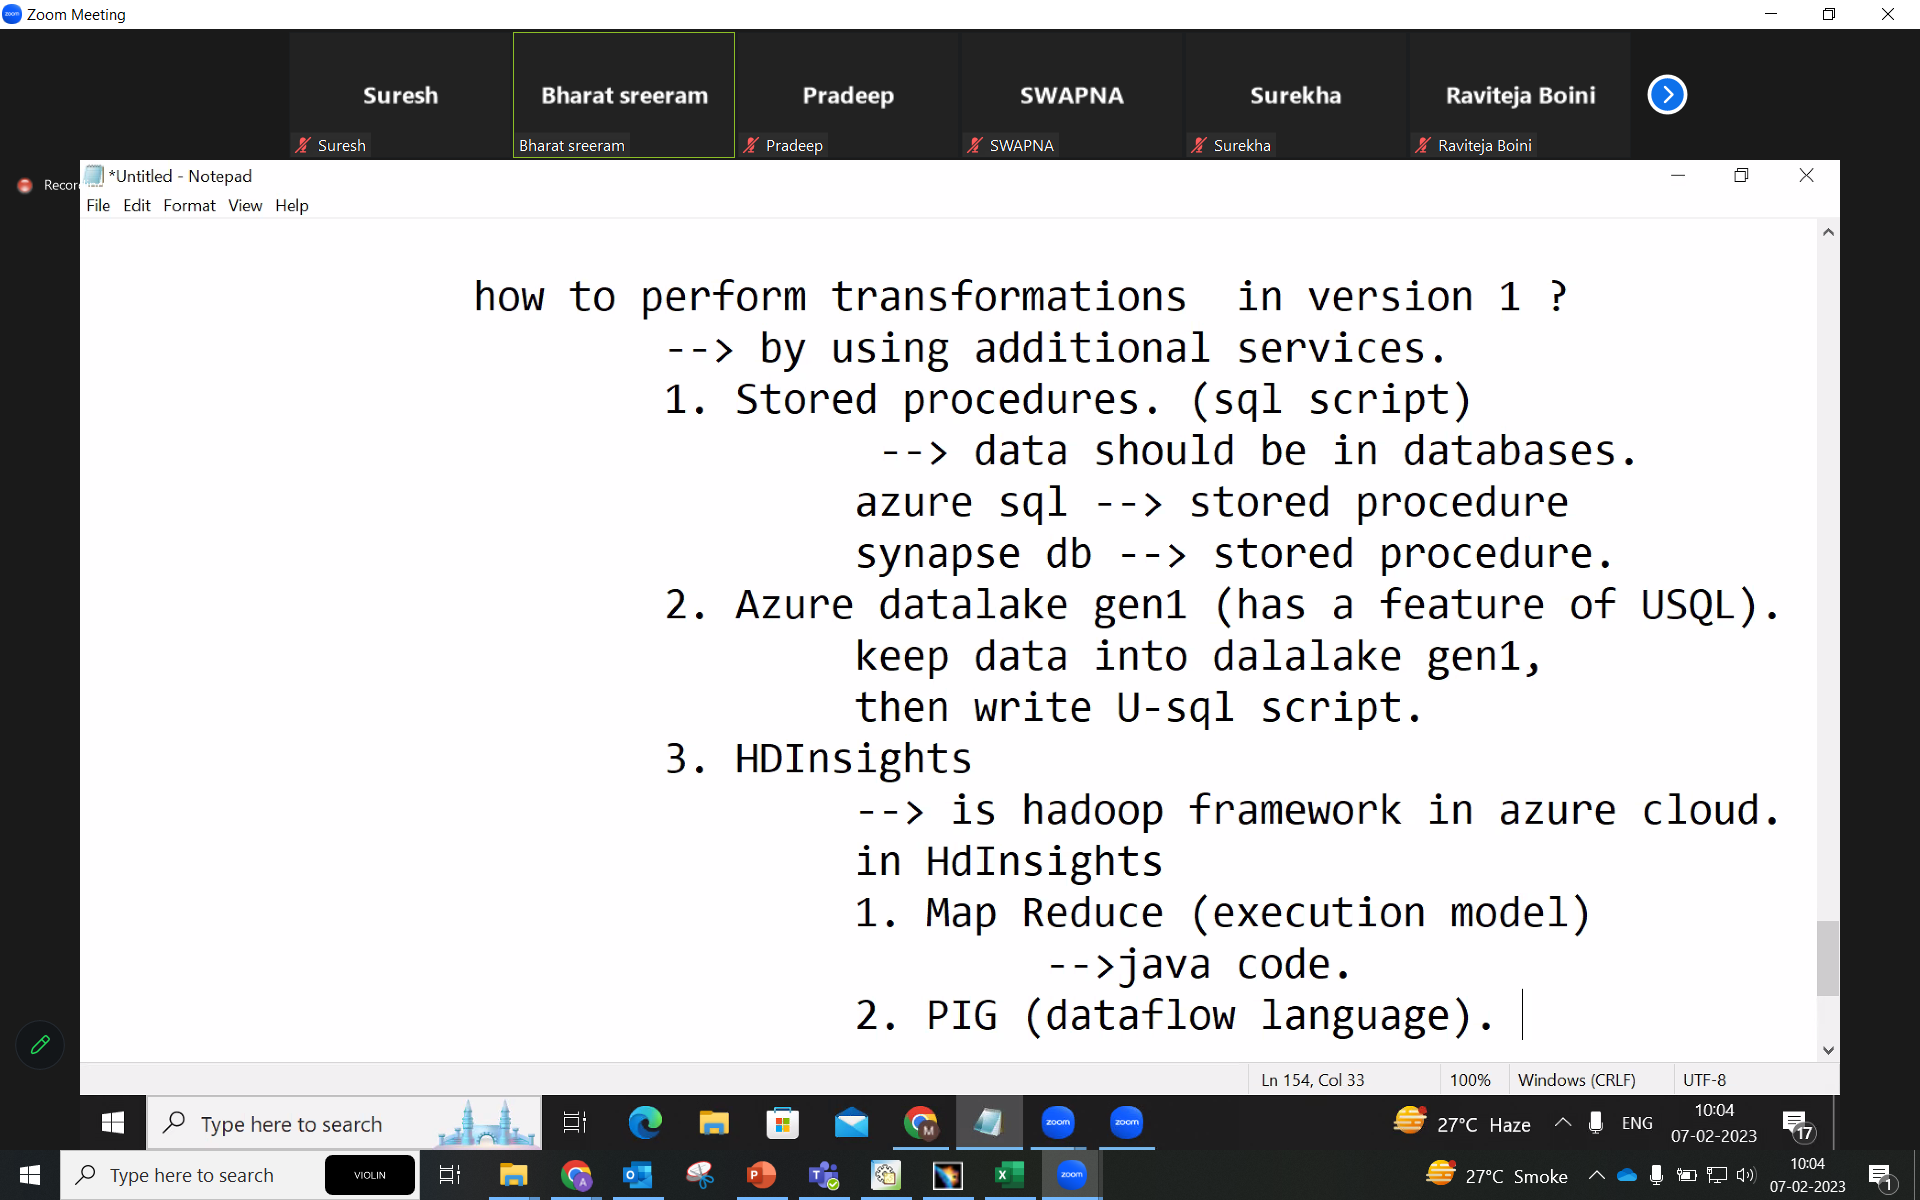 Zoom Meeting
Suresh
Bharat sreeram
Pradeep
SWAPNA
Surekha
Raviteja Boini
Suresh
Bharat sreeram
Pradeep
SWAPNA
Surekha
Raviteja Boini
Recor
*Untitled - Notepad
File Edit Format View Help
how to perform transformations  in version 1 ?
--> by using additional services.
1. Stored procedures. (sql script)
--> data should be in databases.
azure sql --> stored procedure
synapse db --> stored procedure.
2. Azure datalake gen1 (has a feature of USQL).
keep data into dalalake gen1,
then write U-sql script.
3. HDInsights
--> is hadoop framework in azure cloud.
in HdInsights
1. Map Reduce (execution model)
-->java code.
2. PIG (dataflow language).
Ln 154, Col 33 100% Windows (CRLF) UTF-8
Type here to search
M
zoom
zoom
27°C Haze
ENG
10:04
07-02-2023
17
Type here to search
VIOLIN
A
zoom
27°C Smoke
10:04
07-02-2023
1